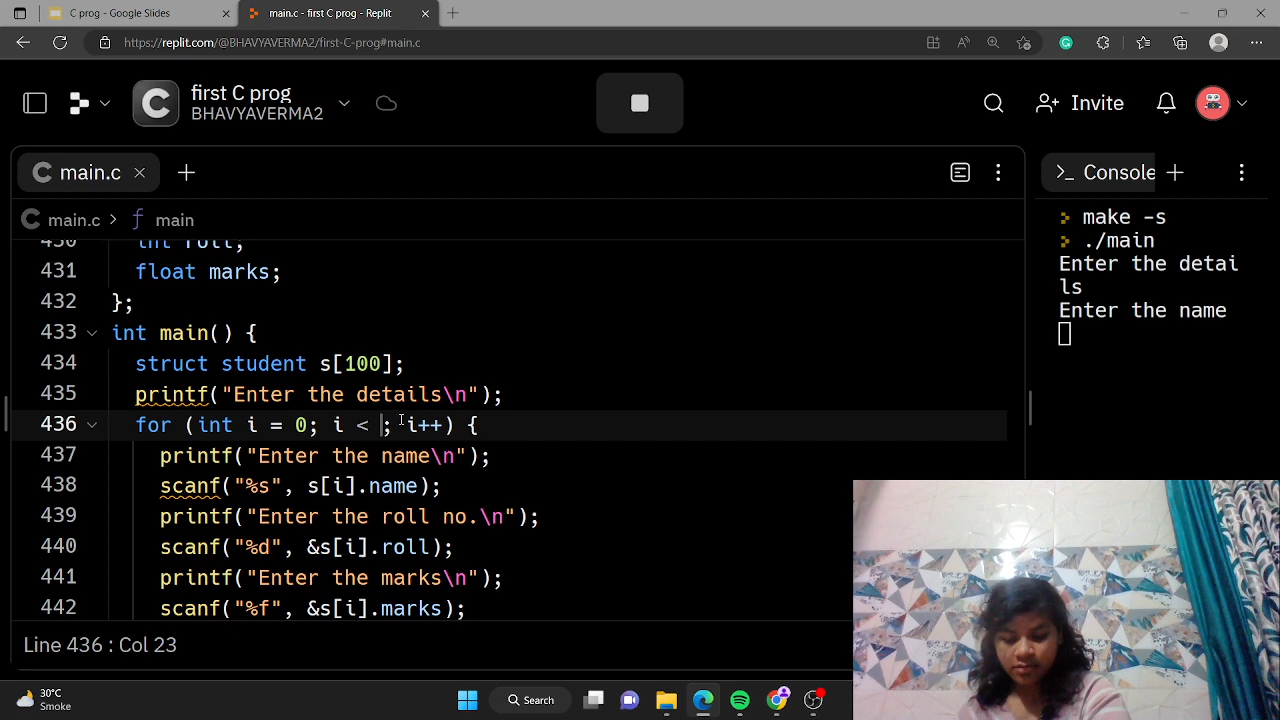 C prog - Google Slides
main.c - first C prog - Replit
https://replit.com/@BHAVYAVERMA2/first-C-prog#main.c
first C prog
BHAVYAVERMA2
Invite
main.c
Console
main.c > main
430 int roll;
431 float marks;
432 };
433 int main() {
434 struct student s[100];
435 printf("Enter the details\n");
436 for (int i = 0; i < ; i++) {
437 printf("Enter the name\n");
438 scanf("%s", s[i].name);
439 printf("Enter the roll no.\n");
440 scanf("%d", &s[i].roll);
441 printf("Enter the marks\n");
442 scanf("%f", &s[i].marks);
make -s
./main
Enter the detai
ls
Enter the name
Line 436 : Col 23
30°C
Smoke
Search